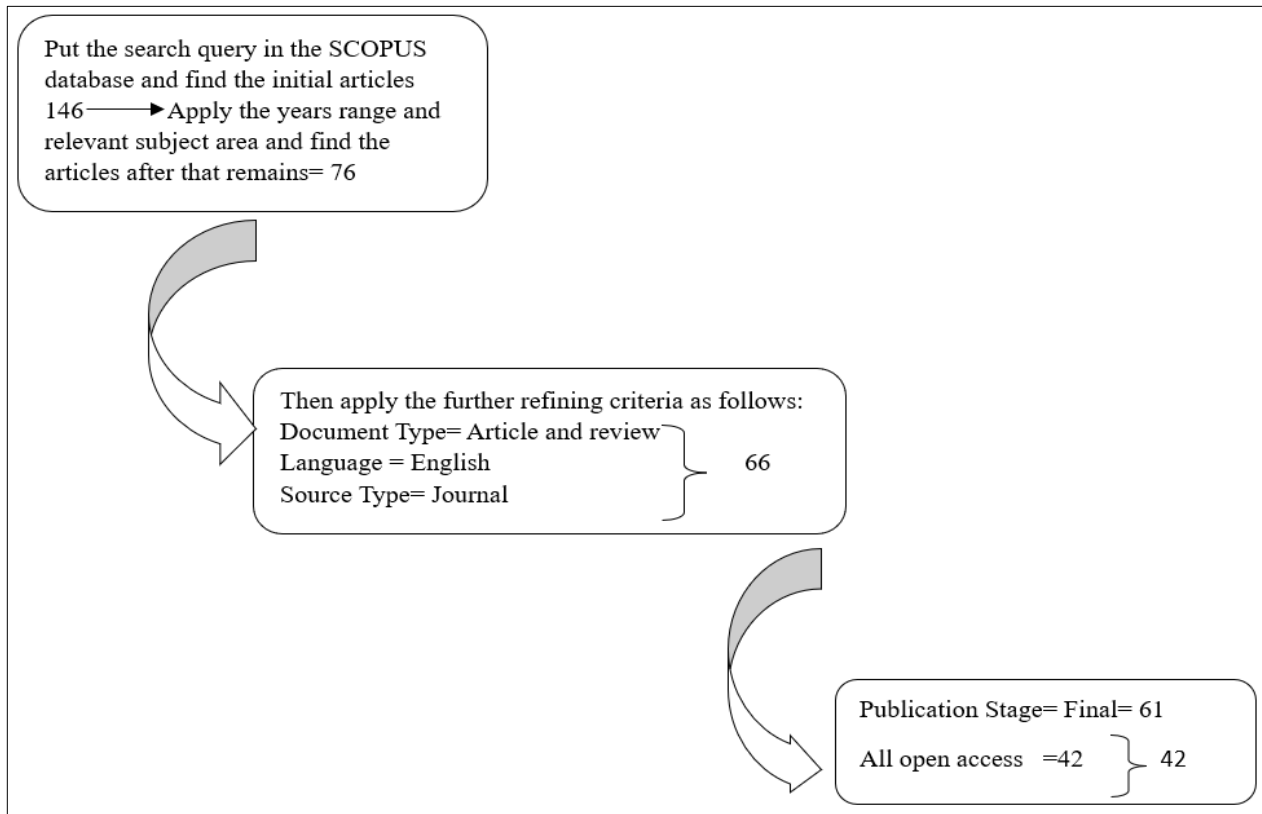 Put the search query in the SCOPUS
database and find the initial articles
146 Apply the years range and
relevant subject area and find the
articles after that remains= 76
Then apply the further refining criteria as follows:
Document Type= Article and review
Language = English
Source Type= Journal
66
Publication Stage= Final= 61
All open access =42
42